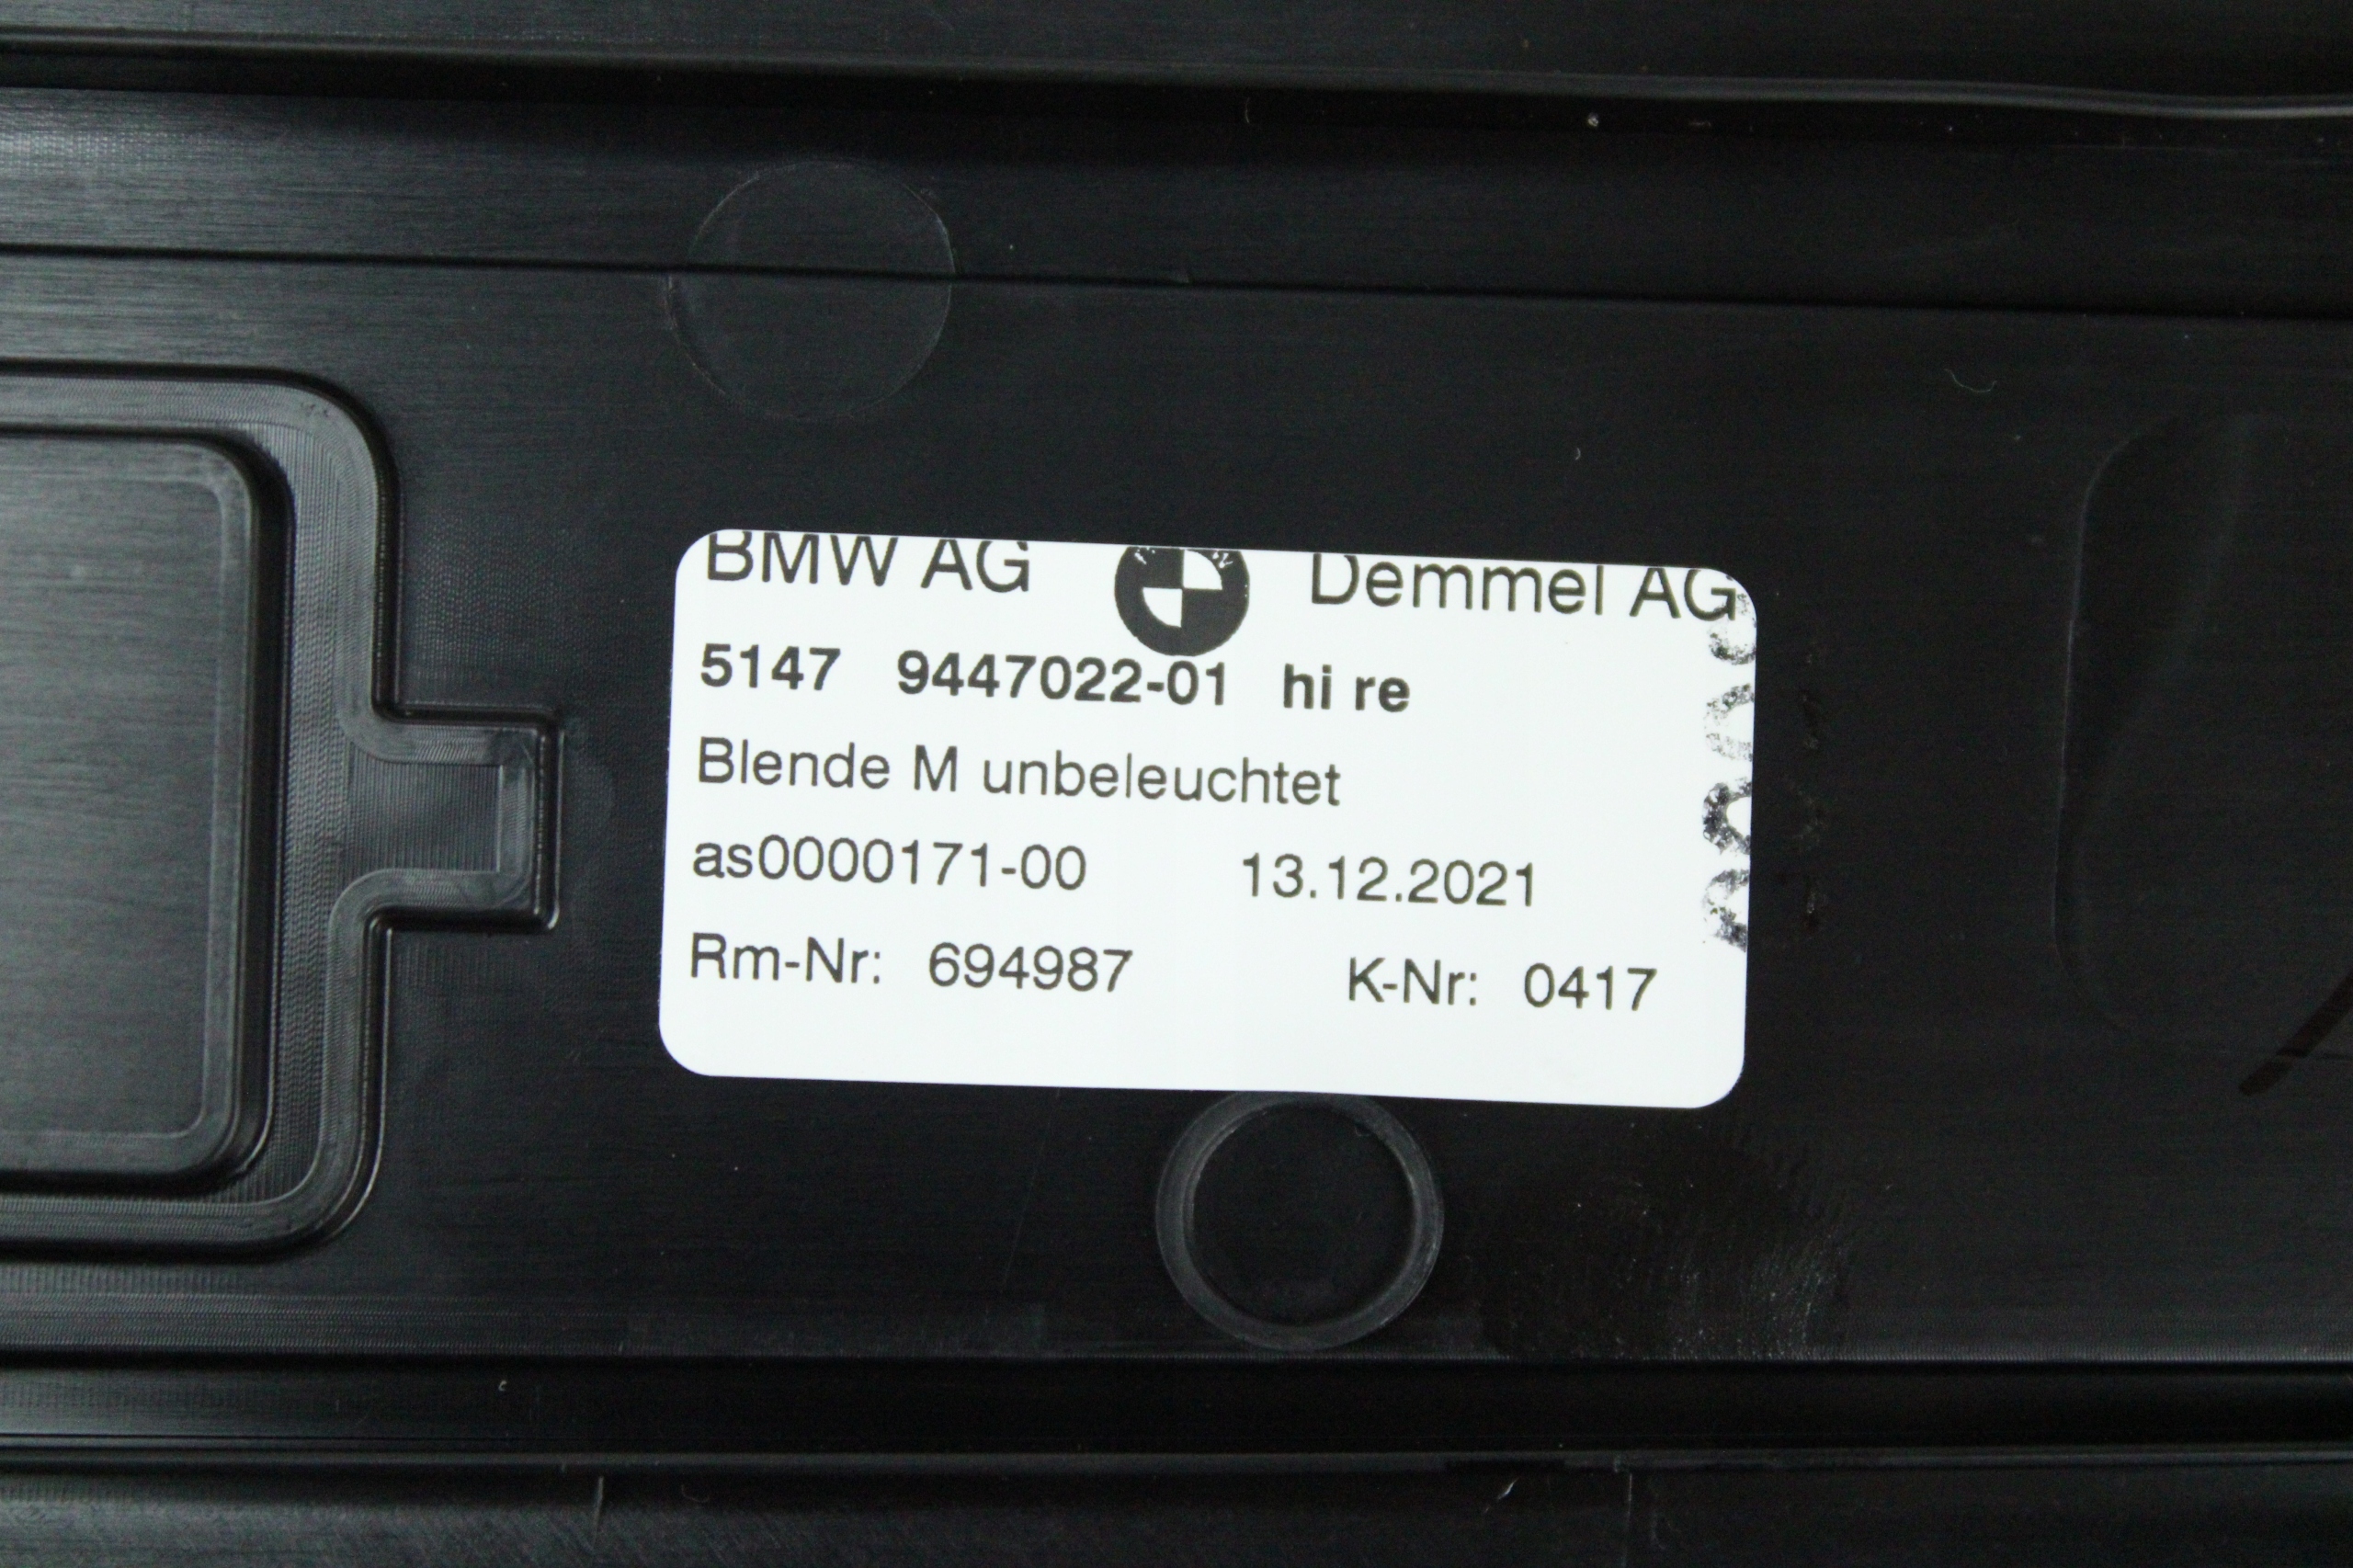 BMW AG Demmel AG
5147 9447022-01 hi re
Blende M unbeleuchtet
as0000171-00 13.12.2021
Rm-Nr: 694987 K-Nr: 0417